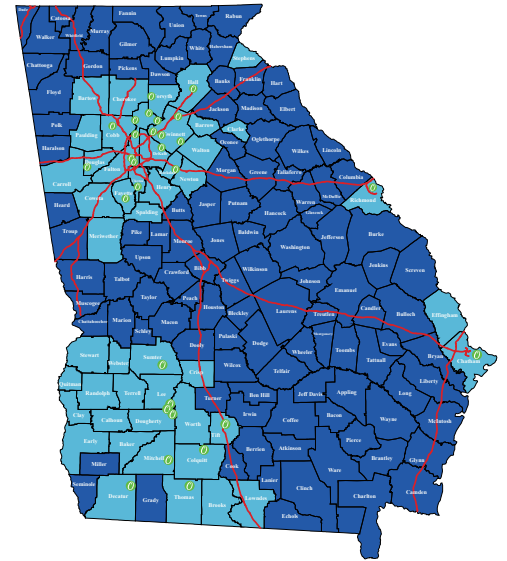 Dade
Catoosa
Fannin
Towns
Rabun
Union
Walker
Whitfield
Murray
Gilmer
White
Habersham
Lumpkin
Stephens
Chattooga
Gordon
Pickens
Dawson
Hall
Banks
Franklin
Hart
Floyd
Bartow
Cherokee
Forsyth
Jackson
Madison
Elbert
Polk
Paulding
Cobb
Gwinnett
Barrow
Clarke
Oconee
Oglethorpe
Haralson
Walton
Wilkes
Lincoln
Douglas
Fulton
Newton
Morgan
Greene
Taliaferro
Columbia
Carroll
Henry
McDuffie
Richmond
Heard
Coweta
Fayette
Spalding
Butts
Jasper
Putnam
Hancock
Warren
Glascock
Troup
Meriwether
Pike
Lamar
Monroe
Jones
Baldwin
Washington
Jefferson
Burke
Upson
Jenkins
Screven
Harris
Talbot
Crawford
Bibb
Twiggs
Wilkinson
Johnson
Emanuel
Muscogee
Taylor
Peach
Houston
Bleckley
Laurens
Treutlen
Candler
Bulloch
Effingham
Chattahoochee
Marion
Schley
Macon
Pulaski
Dodge
Montgomery
Wheeler
Toombs
Tattnall
Evans
Bryan
Chatham
Stewart
Webster
Sumter
Dooly
Crisp
Wilcox
Telfair
Liberty
Quitman
Randolph
Terrell
Lee
Turner
Ben Hill
Jeff Davis
Appling
Long
Clay
Calhoun
Dougherty
Worth
Tift
Irwin
Coffee
Bacon
Wayne
McIntosh
Early
Baker
Mitchell
Colquitt
Berrien
Atkinson
Pierce
Miller
Cook
Ware
Brantley
Glynn
Seminole
Decatur
Grady
Thomas
Brooks
Lowndes
Lanier
Clinch
Echols
Charlton
Camden